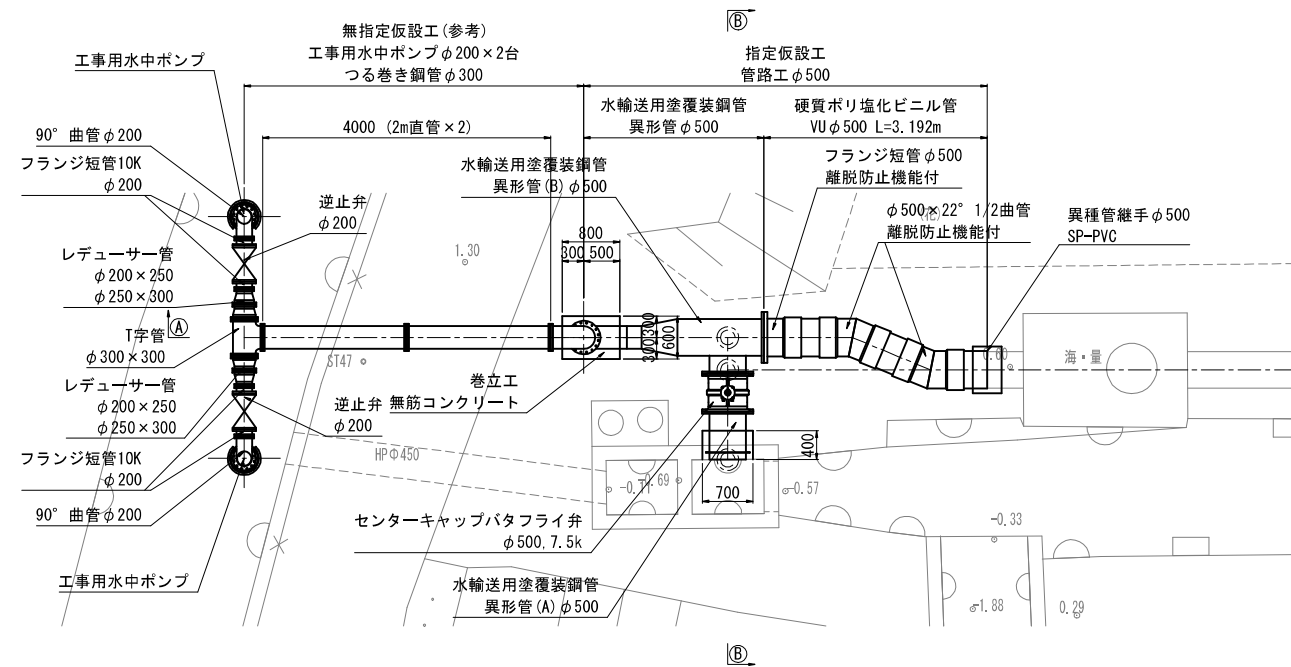 Ⓑ
無指定仮設工(参考)
工事用水中ポンプφ200×2台
つる巻き鋼管φ300
指定仮設工
管路工φ500
工事用水中ポンプ
水輸送用塗覆装鋼管
異形管φ500
硬質ポリ塩化ビニル管
VUφ500 L=3.192m
90° 曲管φ200
4000 (2m直管×2)
フランジ短管10K
φ200
水輸送用塗覆装鋼管
異形管(B)φ500
フランジ短管φ500
離脱防止機能付
逆止弁
φ200
φ500×22° 1/2曲管
離脱防止機能付
異種管継手φ500
SP-PVC
800
300
500
1.30
レデューサー管
φ200×250
φ250×300
Ⓐ
T字管
φ300×300
300
300
600
ST47
0.60
海・量
レデューサー管
φ200×250
φ250×300
巻立工
無筋コンクリート
逆止弁
φ200
HPΦ450
400
フランジ短管10K
φ200
-0.11
-0.69
-0.57
700
90° 曲管φ200
センターキャップバタフライ弁
φ500,7.5k
-0.33
工事用水中ポンプ
水輸送用塗覆装鋼管
異形管(A)φ500
-1.88
0.29
Ⓑ